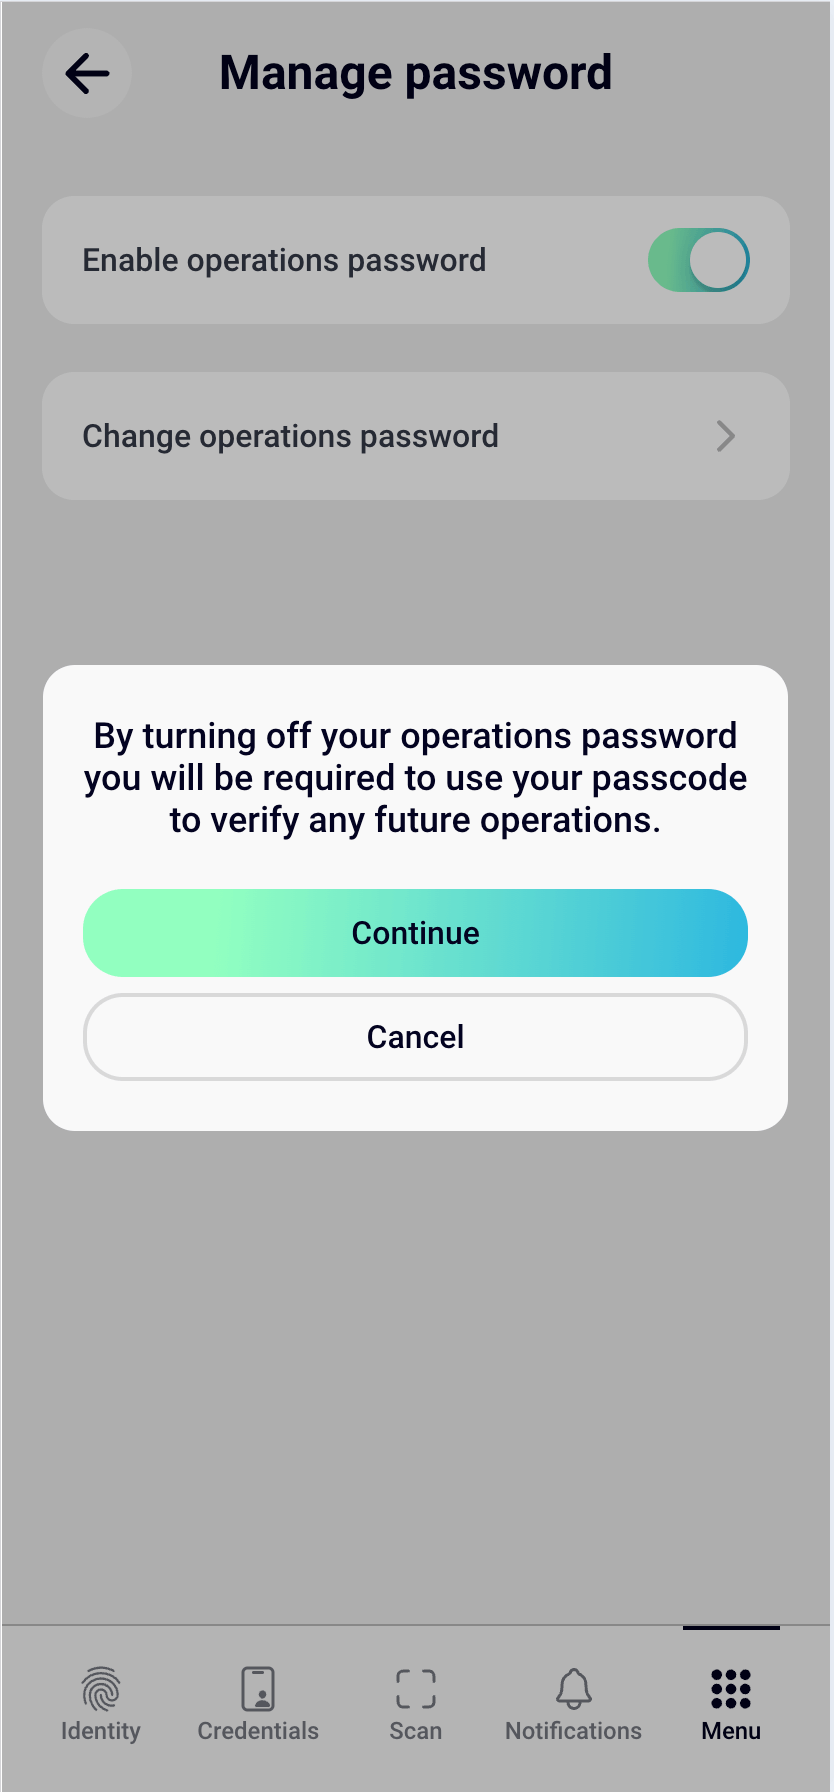 Manage password
Enable operations password
Change operations password
By turning off your operations password
you will be required to use your passcode
to verify any future operations.
Continue
Cancel
Identity
Credentials
Scan
Notifications
Menu